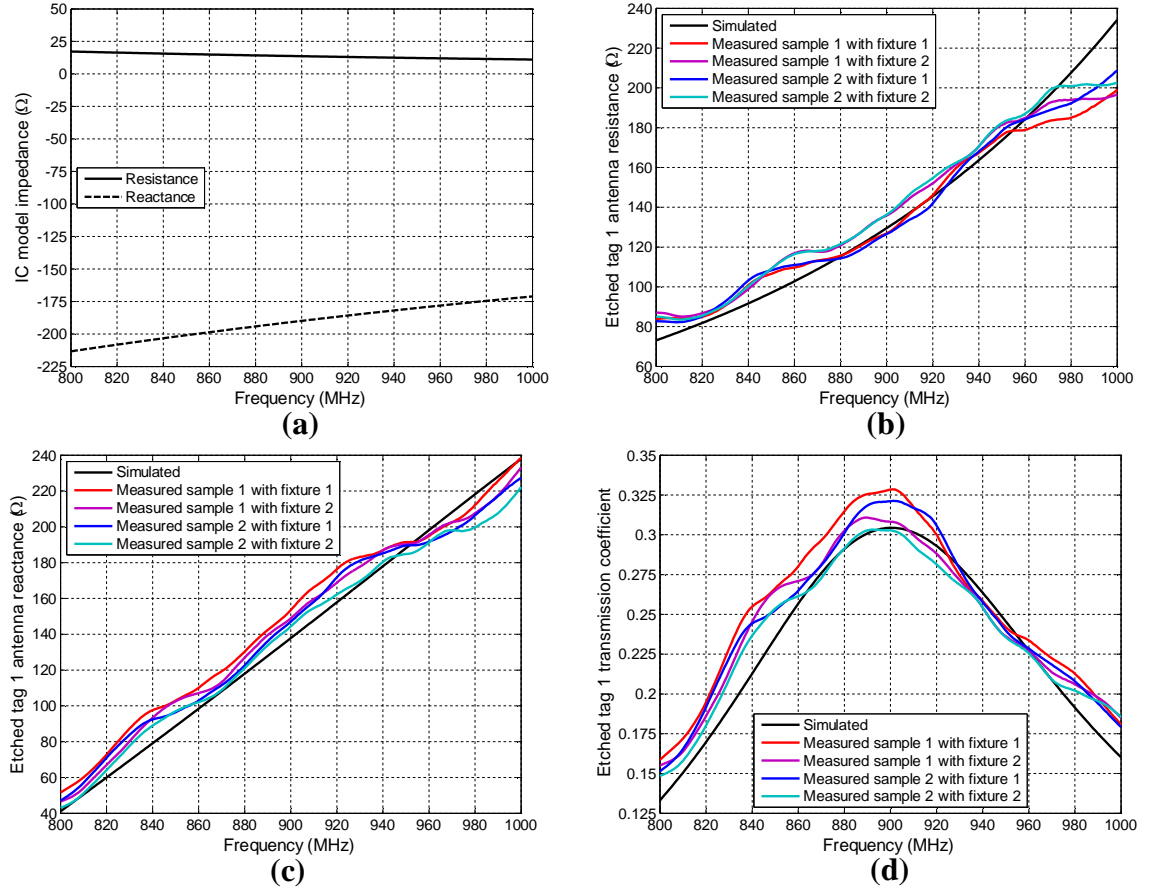 50
25
0
-25
-50
-75
-100
-125
-150
-175
-200
-225
IC model impedance (Ω)
Resistance
Reactance
800 820 840 860 880 900 920 940 960 980 1000
Frequency (MHz)
(a)
240
220
200
180
160
140
120
100
80
60
Etched tag 1 antenna resistance (Ω)
Simulated
Measured sample 1 with fixture 1
Measured sample 1 with fixture 2
Measured sample 2 with fixture 1
Measured sample 2 with fixture 2
800 820 840 860 880 900 920 940 960 980 1000
Frequency (MHz)
(b)
240
220
200
180
160
140
120
100
80
60
40
Etched tag 1 antenna reactance (Ω)
Simulated
Measured sample 1 with fixture 1
Measured sample 1 with fixture 2
Measured sample 2 with fixture 1
Measured sample 2 with fixture 2
800 820 840 860 880 900 920 940 960 980 1000
Frequency (MHz)
(c)
0.35
0.325
0.3
0.275
0.25
0.225
0.2
0.175
0.15
0.125
Etched tag 1 transmission coefficient
Simulated
Measured sample 1 with fixture 1
Measured sample 1 with fixture 2
Measured sample 2 with fixture 1
Measured sample 2 with fixture 2
800 820 840 860 880 900 920 940 960 980 1000
Frequency (MHz)
(d)